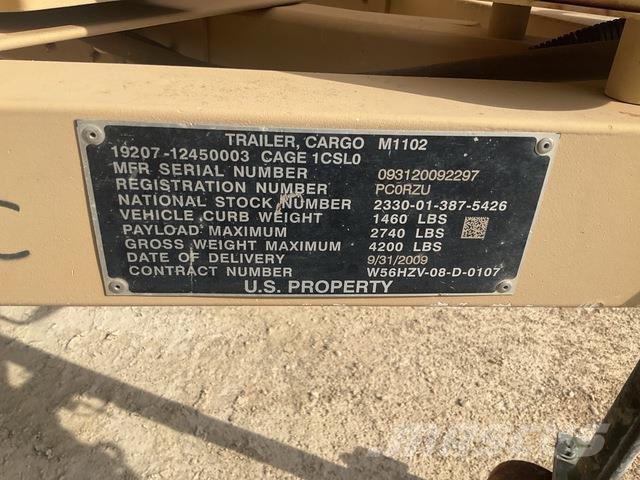 TRAILER, CARGO M1102
19207-12450003 CAGE 1CSL0
MFR SERIAL NUMBER 093120092297
REGISTRATION NUMBER PC0RZU
NATIONAL STOCK NUMBER 2330-01-387-5426
VEHICLE CURB WEIGHT 1460 LBS
PAYLOAD MAXIMUM 2740 LBS
GROSS WEIGHT MAXIMUM 4200 LBS
DATE OF DELIVERY 9/31/2009
CONTRACT NUMBER W56HZV-08-D-0107
U.S. PROPERTY
mascus